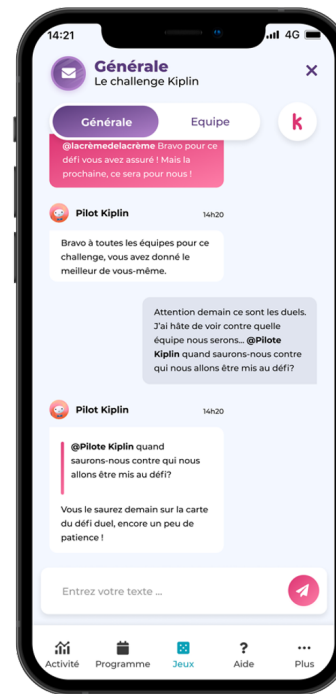 14:21
4G
Générale
Le challenge Kiplin
Générale
Equipe
k
@lacrèmedelacrème Bravo pour ce
défi vous avez assuré ! Mais la
prochaine, ce sera pour nous !
Pilot Kiplin
14h20
Bravo à toutes les équipes pour ce
challenge, vous avez donné le
meilleur de vous-même.
Attention demain ce sont les duels.
J'ai hâte de voir contre quelle
équipe nous serons... @Pilote
Kiplin quand saurons-nous contre
qui nous allons être mis au défi?
Pilot Kiplin
14h20
@Pilote Kiplin quand
saurons-nous contre qui nous
allons être mis au défi?
Vous le saurez demain sur la carte
du défi duel, encore un peu de
patience !
Entrez votre texte ...
Activité
Programme
Jeux
?
Aide
Plus